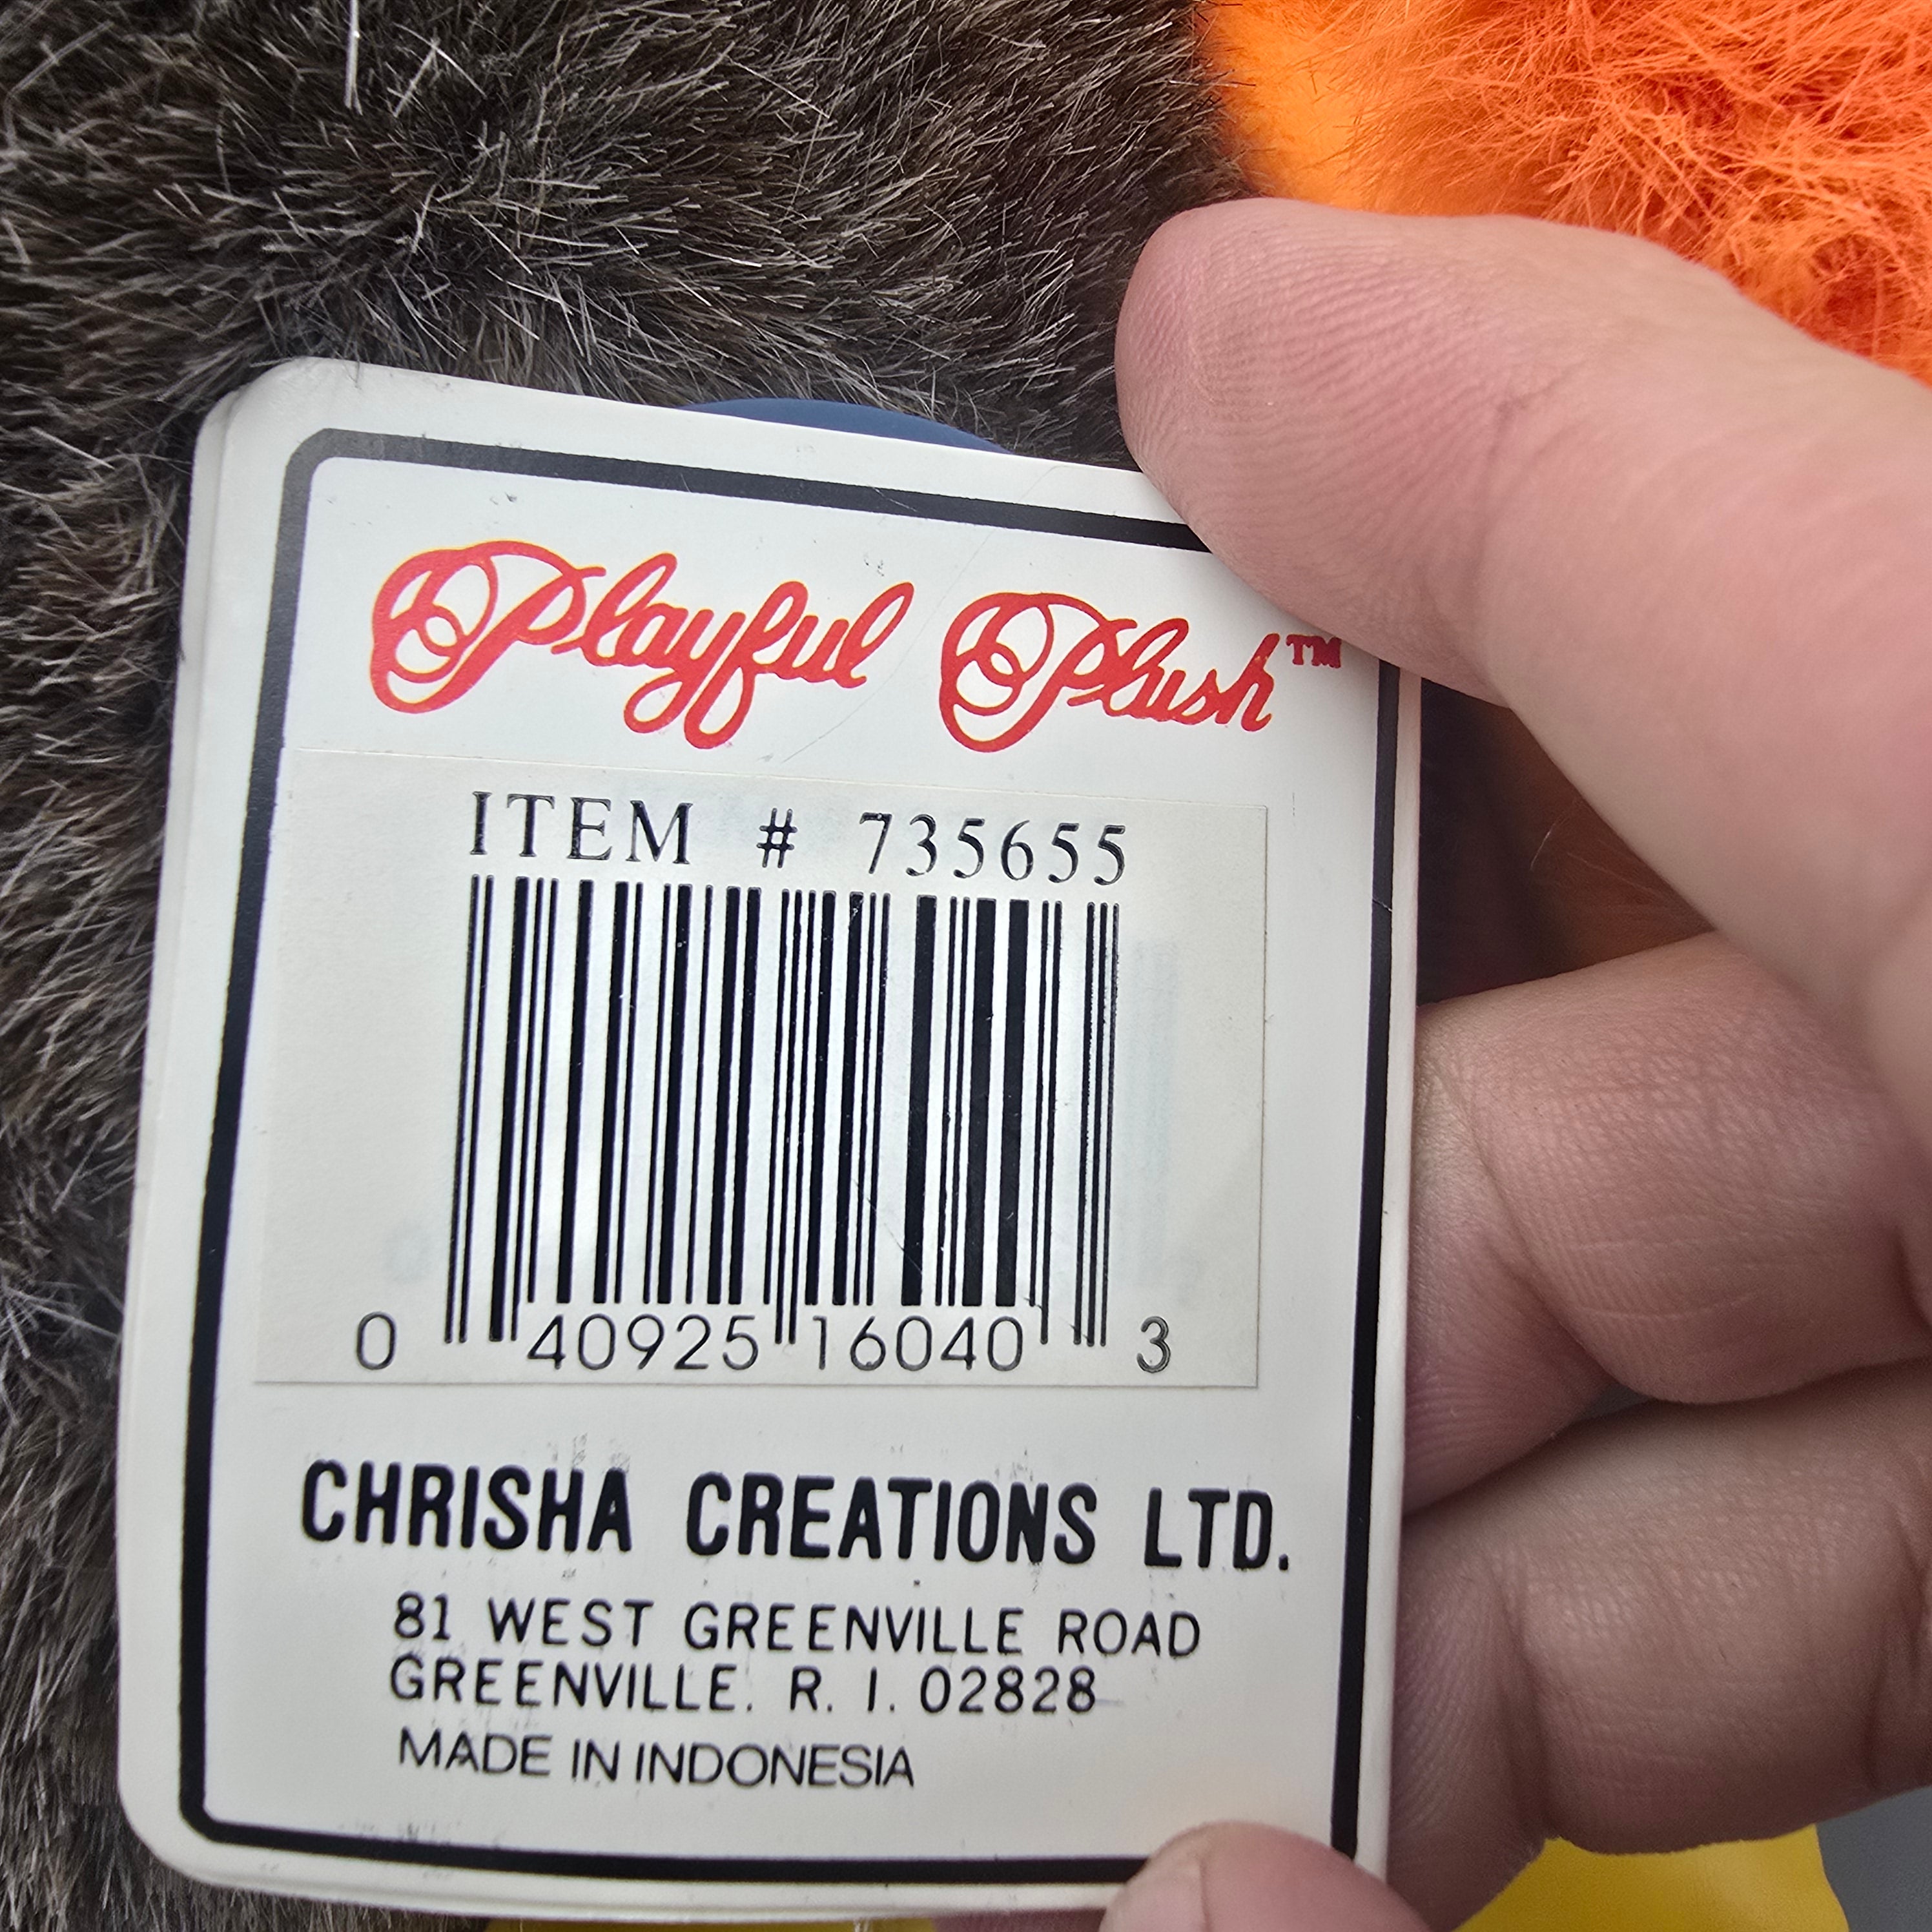 Playful Plush™
ITEM # 735655
0 40925 16040 3
CHRISHA CREATIONS LTD.
81 WEST GREENVILLE ROAD
GREENVILLE. R. I. 02828
MADE IN INDONESIA